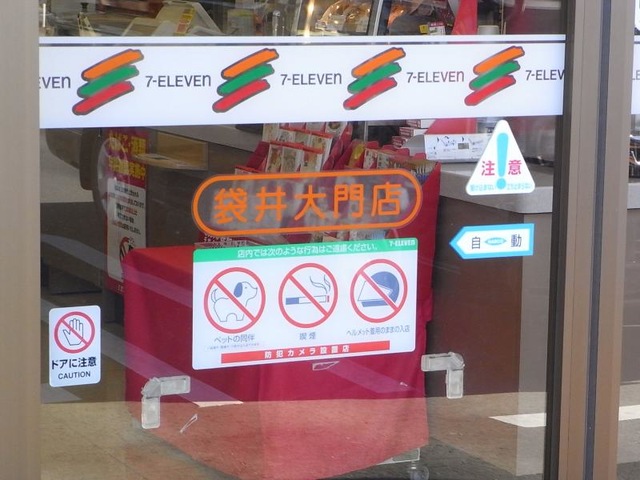 EVEN
7-ELEVEN
7-ELEVEN
7-ELEVEN
7-ELEV
注意
袋井大門店
自動
店内では次のような行為はご遠慮ください。
7-ELEVEN
ペットの同伴
喫煙
ヘルメット着用のままの入店
防犯カメラ設置店
ドアに注意
CAUTION